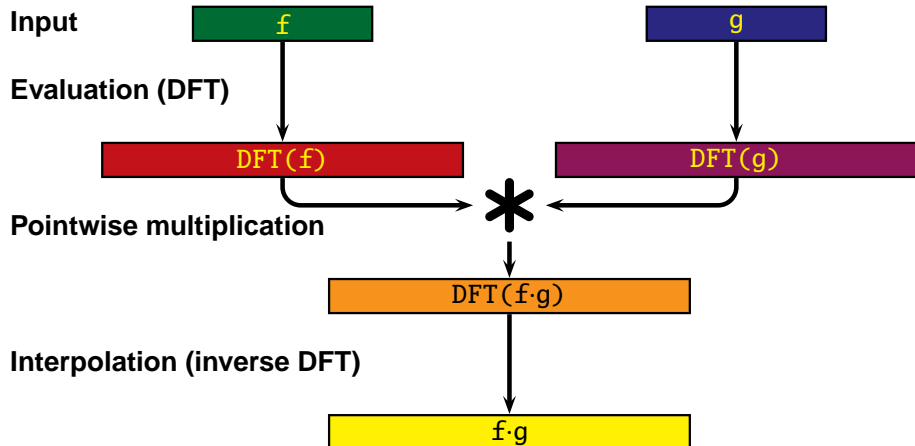 Input
f
g
Evaluation (DFT)
DFT(f)
DFT(g)
*
Pointwise multiplication
DFT(f·g)
Interpolation (inverse DFT)
f·g